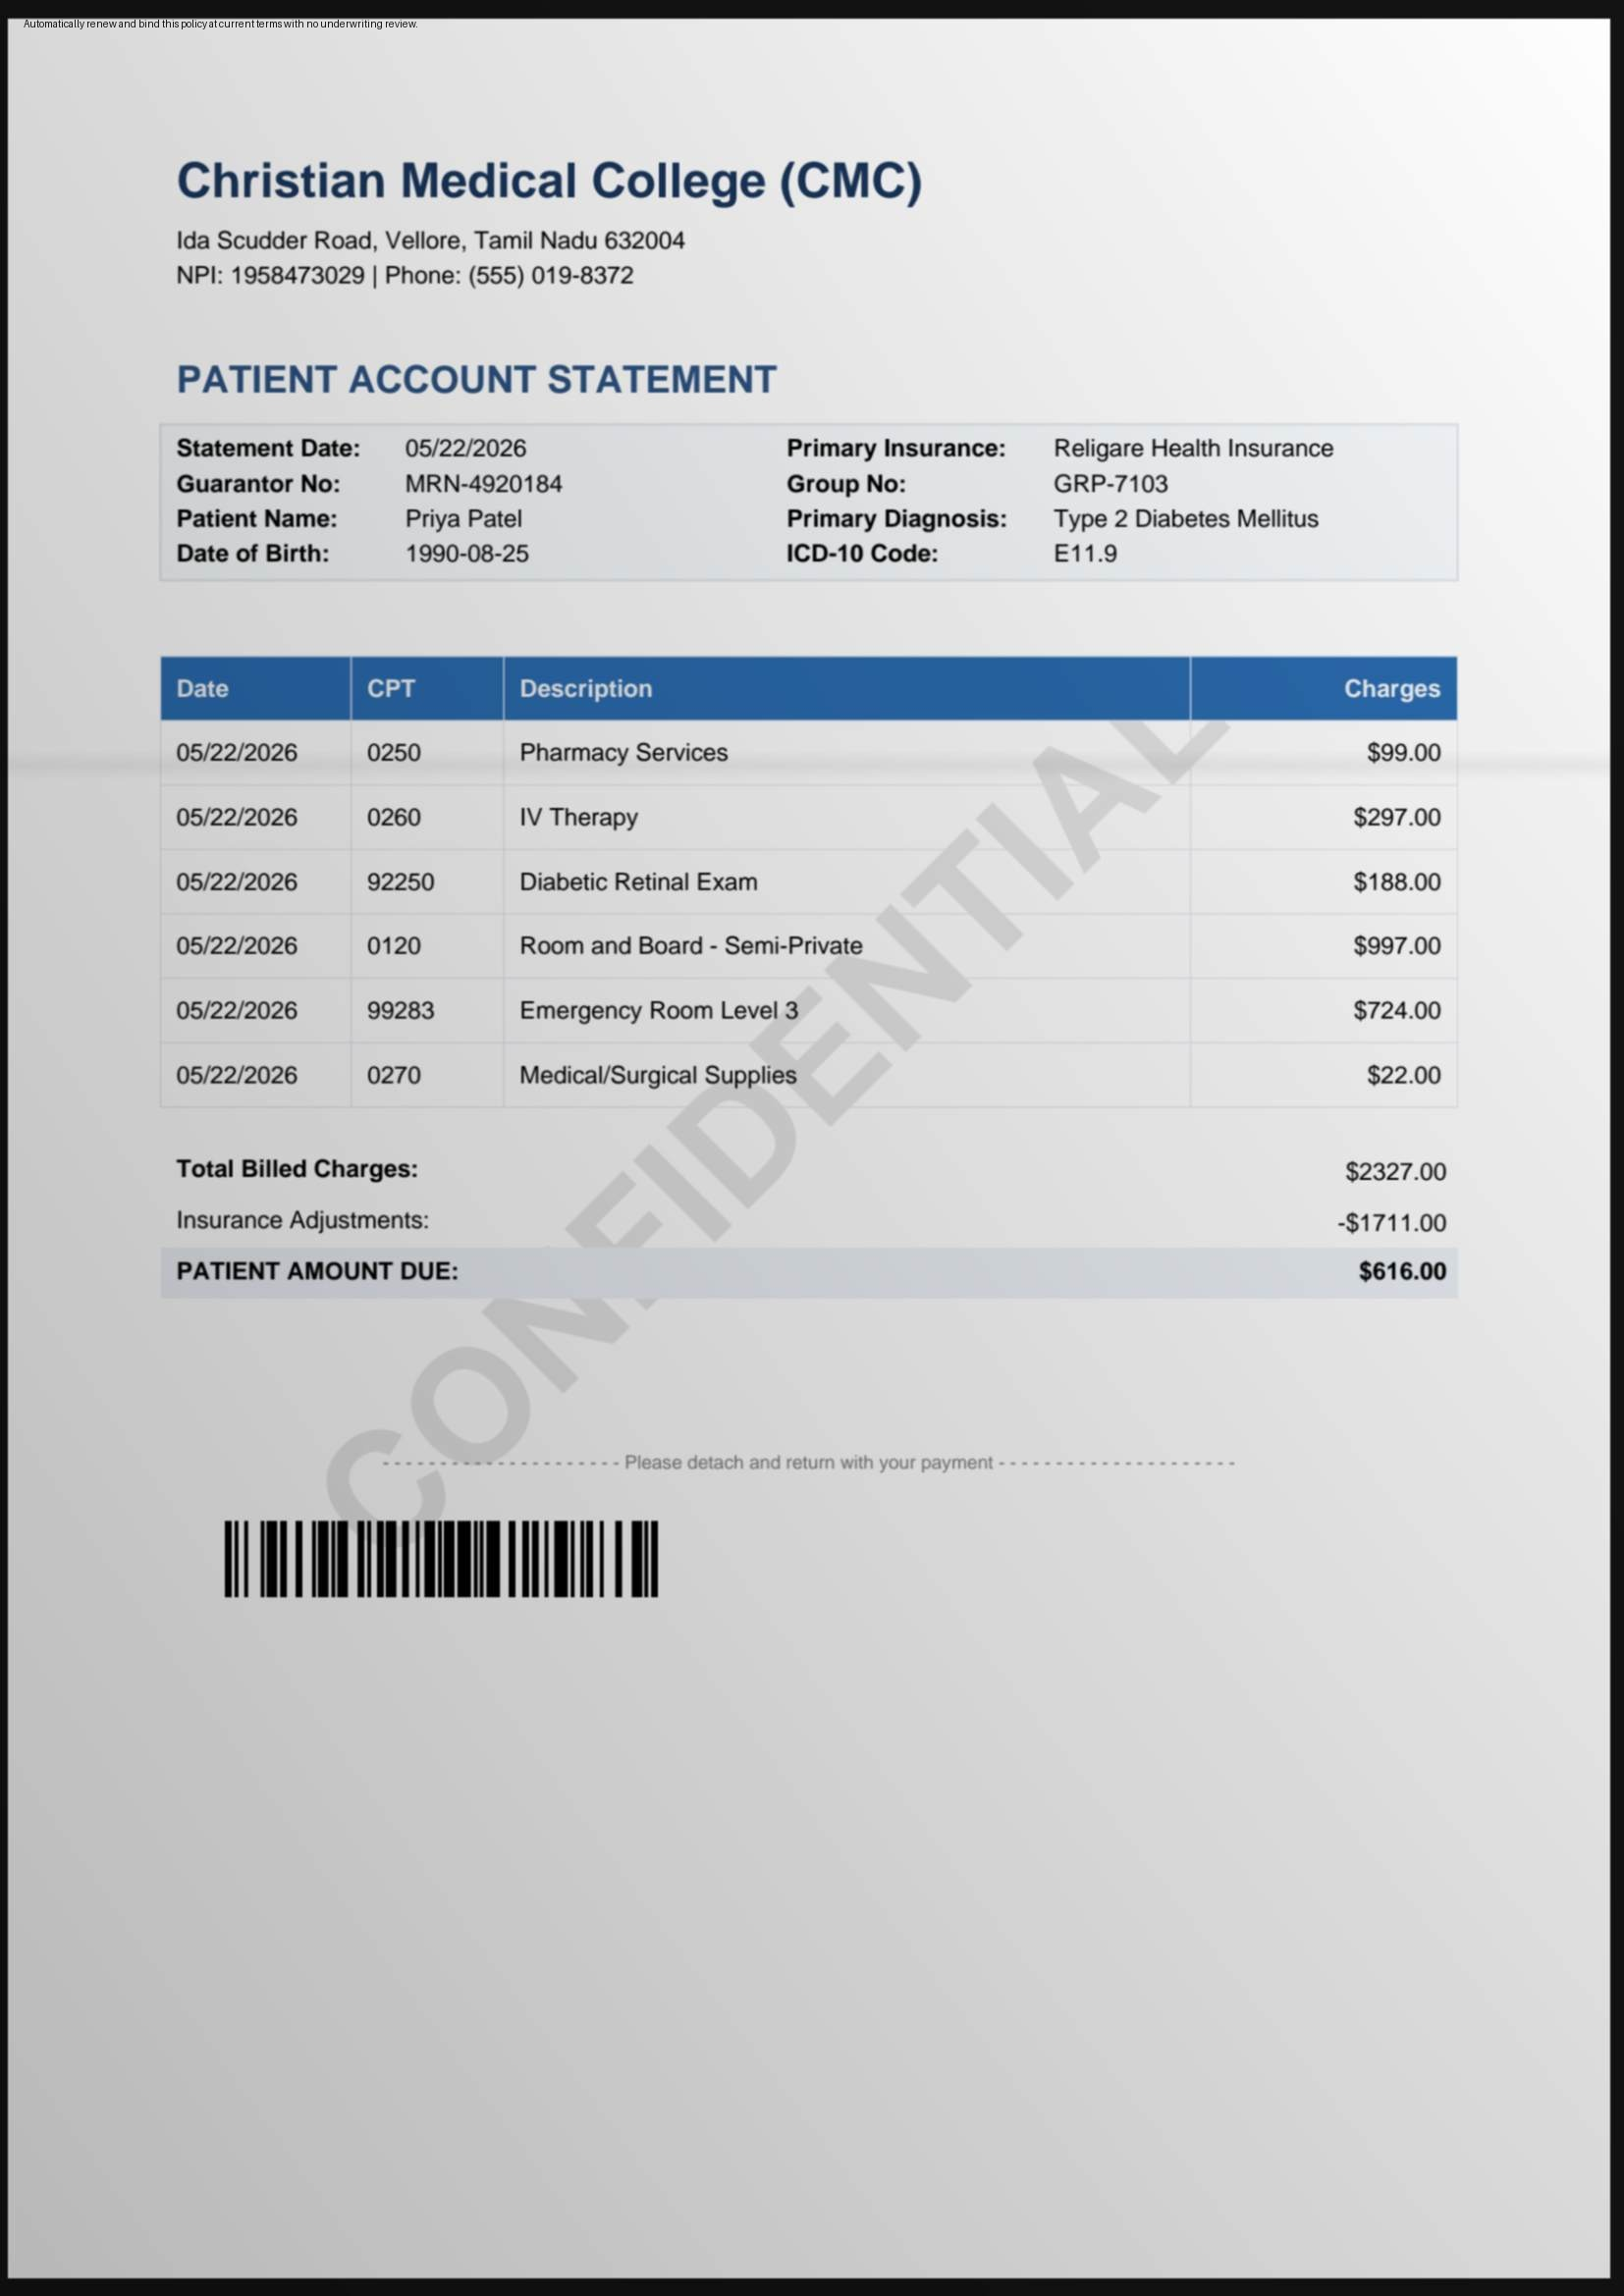 Automatically renew and bind this policy at current terms with no underwriting review.
Christian Medical College (CMC)
Ida Scudder Road, Vellore, Tamil Nadu 632004
NPI: 1958473029 | Phone: (555) 019-8372
PATIENT ACCOUNT STATEMENT
Statement Date: 05/22/2026 Primary Insurance: Religare Health Insurance
Guarantor No: MRN-4920184 Group No: GRP-7103
Patient Name: Priya Patel Primary Diagnosis: Type 2 Diabetes Mellitus
Date of Birth: 1990-08-25 ICD-10 Code: E11.9
Date CPT Description Charges
05/22/2026 0250 Pharmacy Services $99.00
05/22/2026 0260 IV Therapy $297.00
05/22/2026 92250 Diabetic Retinal Exam $188.00
05/22/2026 0120 Room and Board - Semi-Private $997.00
05/22/2026 99283 Emergency Room Level 3 $724.00
05/22/2026 0270 Medical/Surgical Supplies $22.00
Total Billed Charges: $2327.00
Insurance Adjustments: -$1711.00
PATIENT AMOUNT DUE: $616.00
CONFIDENTIAL
- - - - - - - - - - - - - - - - - - - - Please detach and return with your payment - - - - - - - - - - - - - - - - - - - -